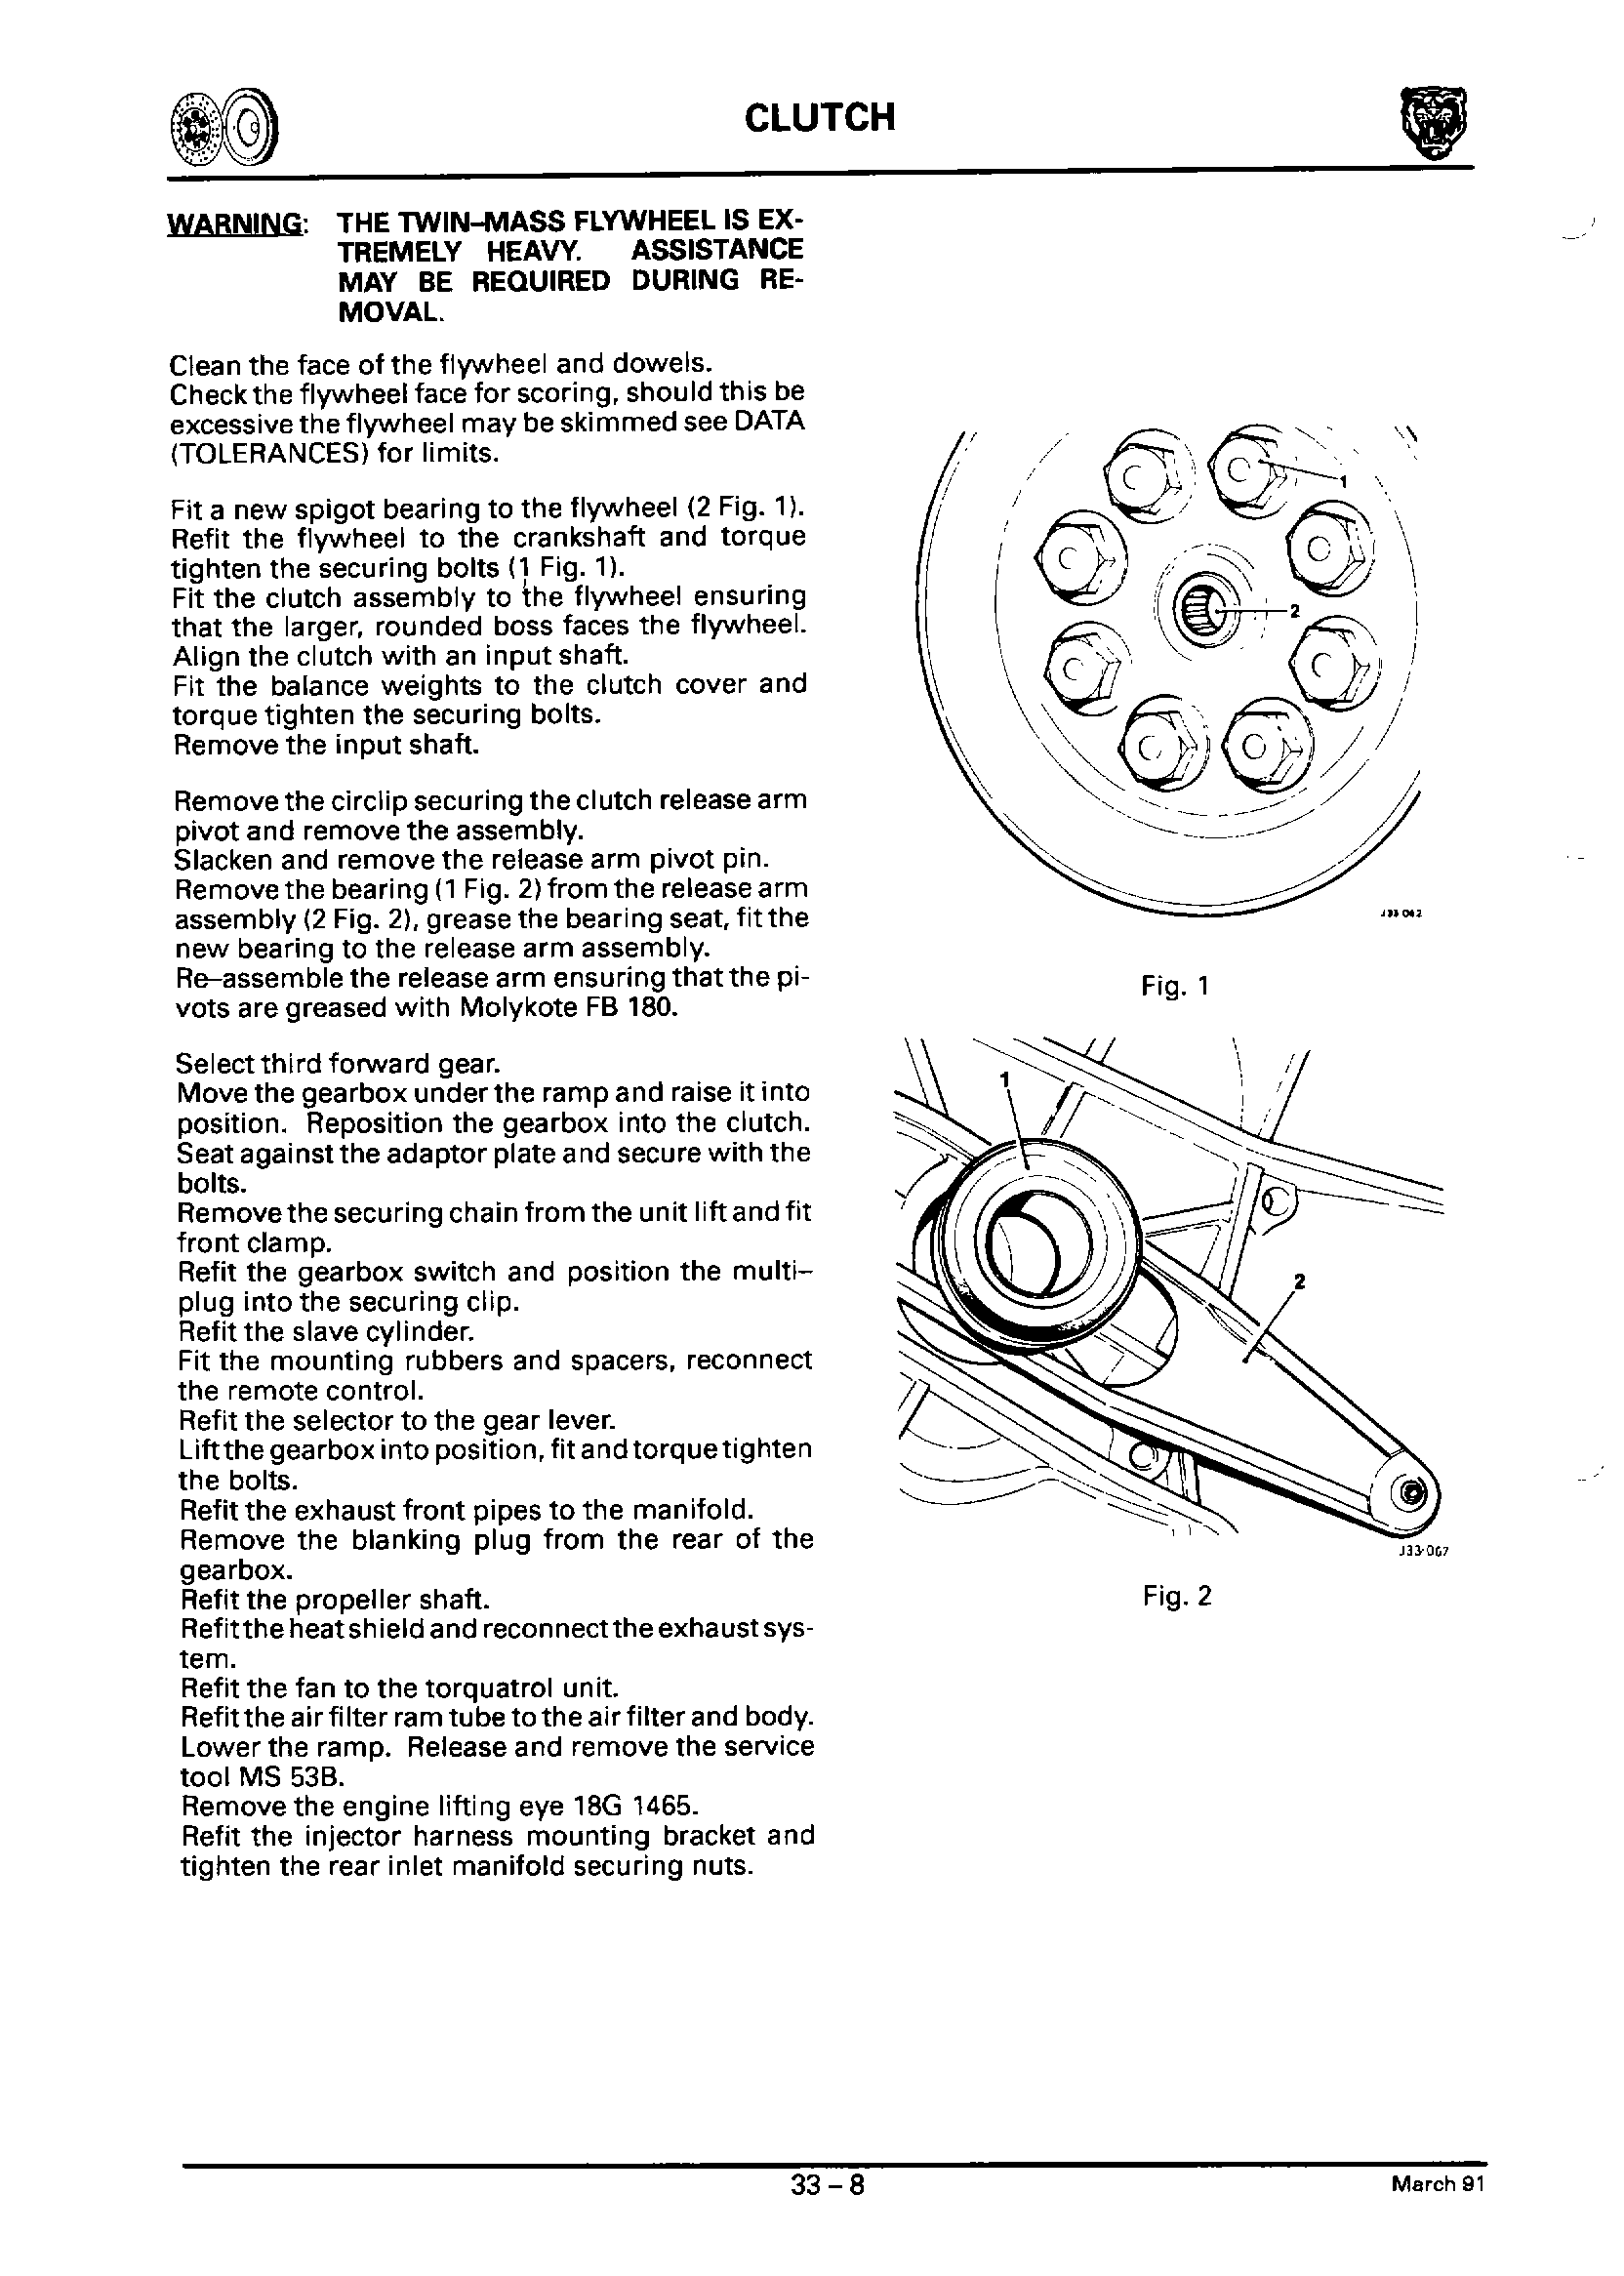 CLUTCH
WARNING: THE TWIN–MASS FLYWHEEL IS EX-
TREMELY HEAVY. ASSISTANCE
MAY BE REQUIRED DURING RE-
MOVAL.
Clean the face of the flywheel and dowels.
Check the flywheel face for scoring, should this be
excessive the flywheel may be skimmed see DATA
(TOLERANCES) for limits.
Fit a new spigot bearing to the flywheel (2 Fig. 1).
Refit the flywheel to the crankshaft and torque
tighten the securing bolts (1 Fig. 1).
Fit the clutch assembly to the flywheel ensuring
that the larger, rounded boss faces the flywheel.
Align the clutch with an input shaft.
Fit the balance weights to the clutch cover and
torque tighten the securing bolts.
Remove the input shaft.
Remove the circlip securing the clutch release arm
pivot and remove the assembly.
Slacken and remove the release arm pivot pin.
Remove the bearing (1 Fig. 2) from the release arm
assembly (2 Fig. 2), grease the bearing seat, fit the
new bearing to the release arm assembly.
Re–assemble the release arm ensuring that the pi-
vots are greased with Molykote FB 180.
Select third forward gear.
Move the gearbox under the ramp and raise it into
position. Reposition the gearbox into the clutch.
Seat against the adaptor plate and secure with the
bolts.
Remove the securing chain from the unit lift and fit
front clamp.
Refit the gearbox switch and position the multi–
plug into the securing clip.
Refit the slave cylinder.
Fit the mounting rubbers and spacers, reconnect
the remote control.
Refit the selector to the gear lever.
Lift the gearbox into position, fit and torque tighten
the bolts.
Refit the exhaust front pipes to the manifold.
Remove the blanking plug from the rear of the
gearbox.
Refit the propeller shaft.
Refit the heat shield and reconnect the exhaust sys-
tem.
Refit the fan to the torquatrol unit.
Refit the air filter ram tube to the air filter and body.
Lower the ramp. Release and remove the service
tool MS 53B.
Remove the engine lifting eye 18G 1465.
Refit the injector harness mounting bracket and
tighten the rear inlet manifold securing nuts.
1
2
J33 042
Fig. 1
1
2
J33-067
Fig. 2
33 – 8
March 91